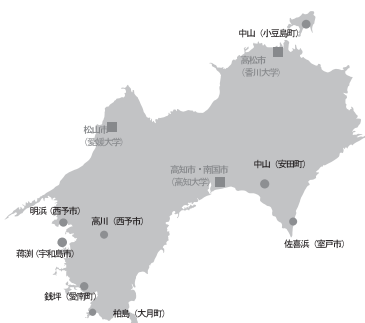 中山（小豆島町）
高松市
（香川大学）
松山市
（愛媛大学）
高知市・南国市
（高知大学）
中山（安田町）
明浜（西予市）
高川（西予市）
佐喜浜（室戸市）
蒋渕（宇和島市）
銭坪（愛南町）
柏島（大月町）